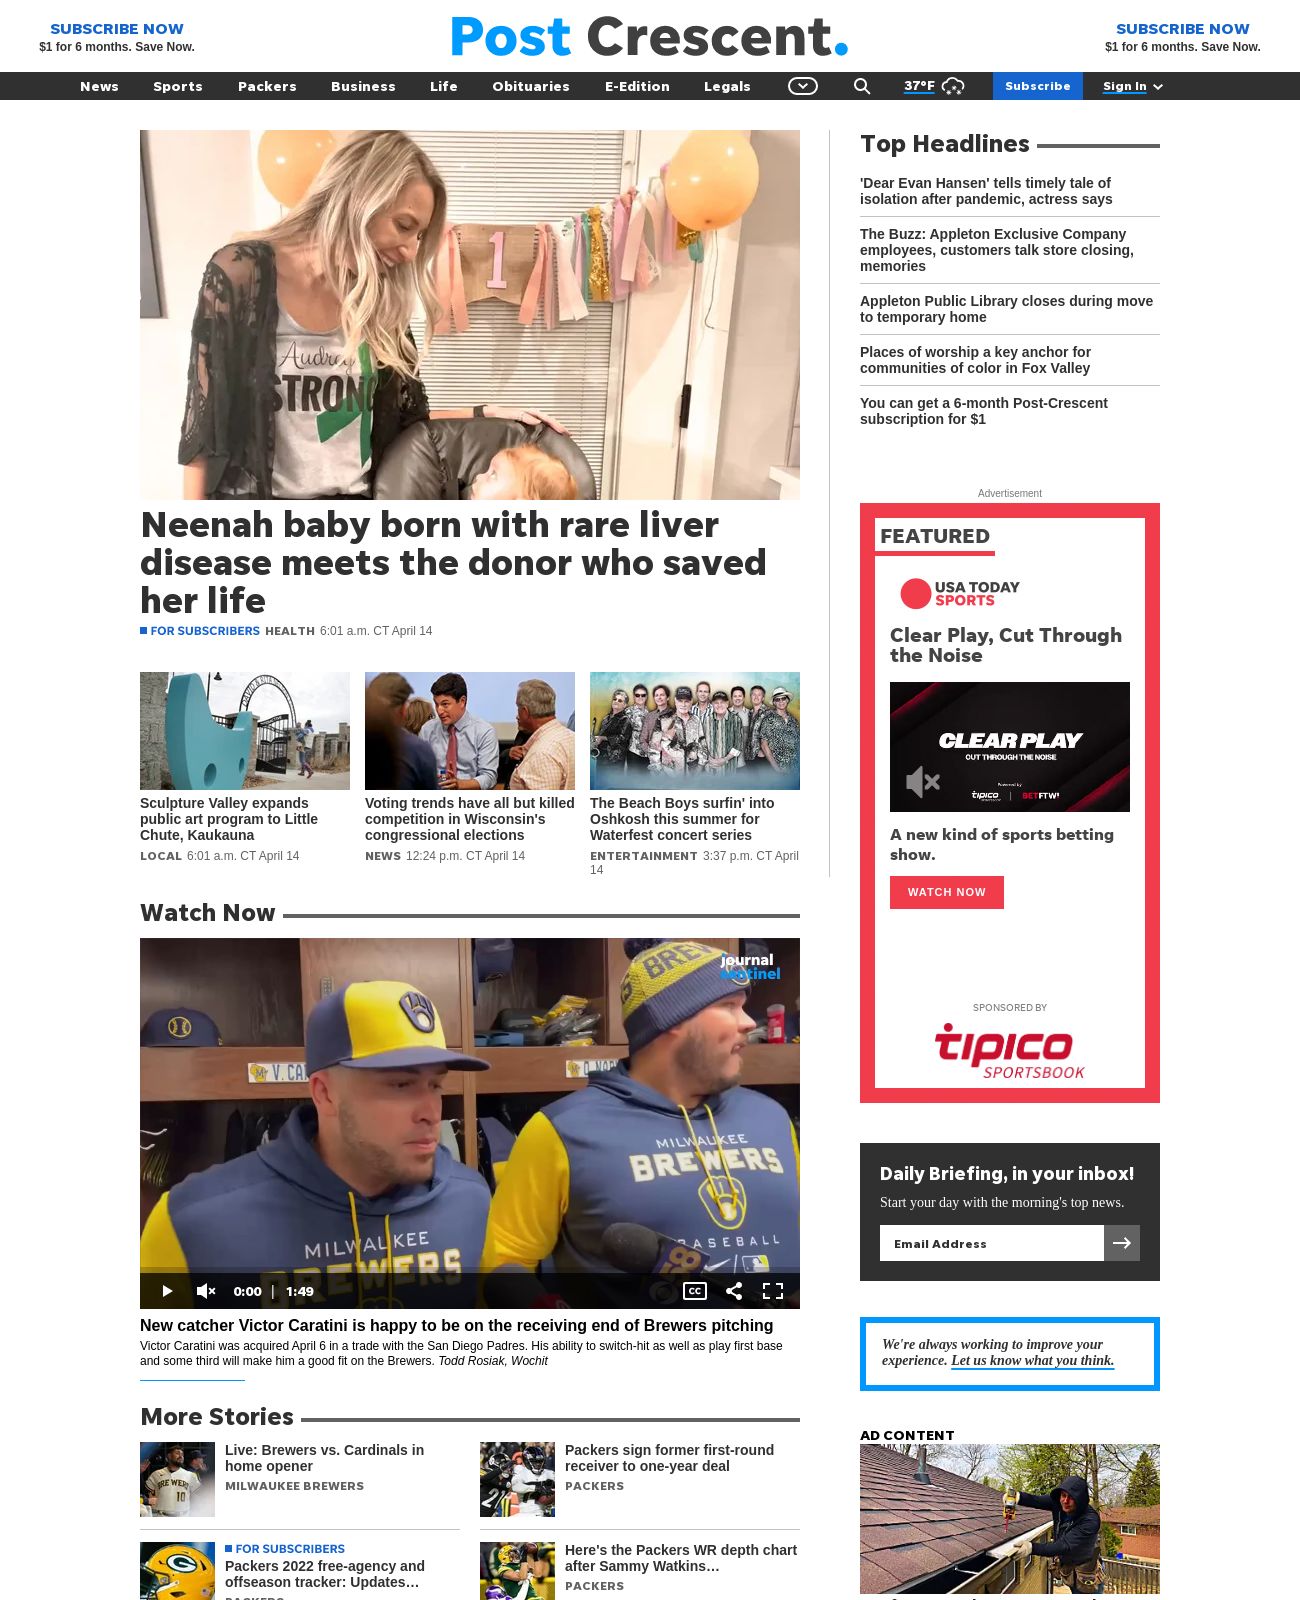 SUBSCRIBE NOW
$1 for 6 months. Save Now.
Post Crescent.
SUBSCRIBE NOW
$1 for 6 months. Save Now.
News Sports Packers Business Life Obituaries E-Edition Legals 37°F Subscribe Sign In
Audrey
STRONG
1
Neenah baby born with rare liver
disease meets the donor who saved
her life
FOR SUBSCRIBERS HEALTH 6:01 a.m. CT April 14
Sculpture Valley expands
public art program to Little
Chute, Kaukauna
LOCAL 6:01 a.m. CT April 14
Voting trends have all but killed
competition in Wisconsin's
congressional elections
NEWS 12:24 p.m. CT April 14
The Beach Boys surfin' into
Oshkosh this summer for
Waterfest concert series
ENTERTAINMENT 3:37 p.m. CT April
14
Watch Now
journal
sentinel
BREW
V. CAR
MILWAUKEE
BREWERS
BASEBALL
MILWAUKEE
BREWERS
58
0:00 | 1:49
CC
New catcher Victor Caratini is happy to be on the receiving end of Brewers pitching
Victor Caratini was acquired April 6 in a trade with the San Diego Padres. His ability to switch-hit as well as play first base
and some third will make him a good fit on the Brewers. Todd Rosiak, Wochit
More Stories
Live: Brewers vs. Cardinals in
home opener
MILWAUKEE BREWERS
Packers sign former first-round
receiver to one-year deal
PACKERS
FOR SUBSCRIBERS
Packers 2022 free-agency and
offseason tracker: Updates…
Here's the Packers WR depth chart
after Sammy Watkins…
PACKERS
Top Headlines
'Dear Evan Hansen' tells timely tale of
isolation after pandemic, actress says
The Buzz: Appleton Exclusive Company
employees, customers talk store closing,
memories
Appleton Public Library closes during move
to temporary home
Places of worship a key anchor for
communities of color in Fox Valley
You can get a 6-month Post-Crescent
subscription for $1
Advertisement
FEATURED
USA TODAY
SPORTS
Clear Play, Cut Through
the Noise
CLEAR PLAY
CUT THROUGH THE NOISE
Powered by
tipico | BETFTW!
A new kind of sports betting
show.
WATCH NOW
SPONSORED BY
tipico
SPORTSBOOK
Daily Briefing, in your inbox!
Start your day with the morning's top news.
Email Address
We're always working to improve your
experience. Let us know what you think.
AD CONTENT